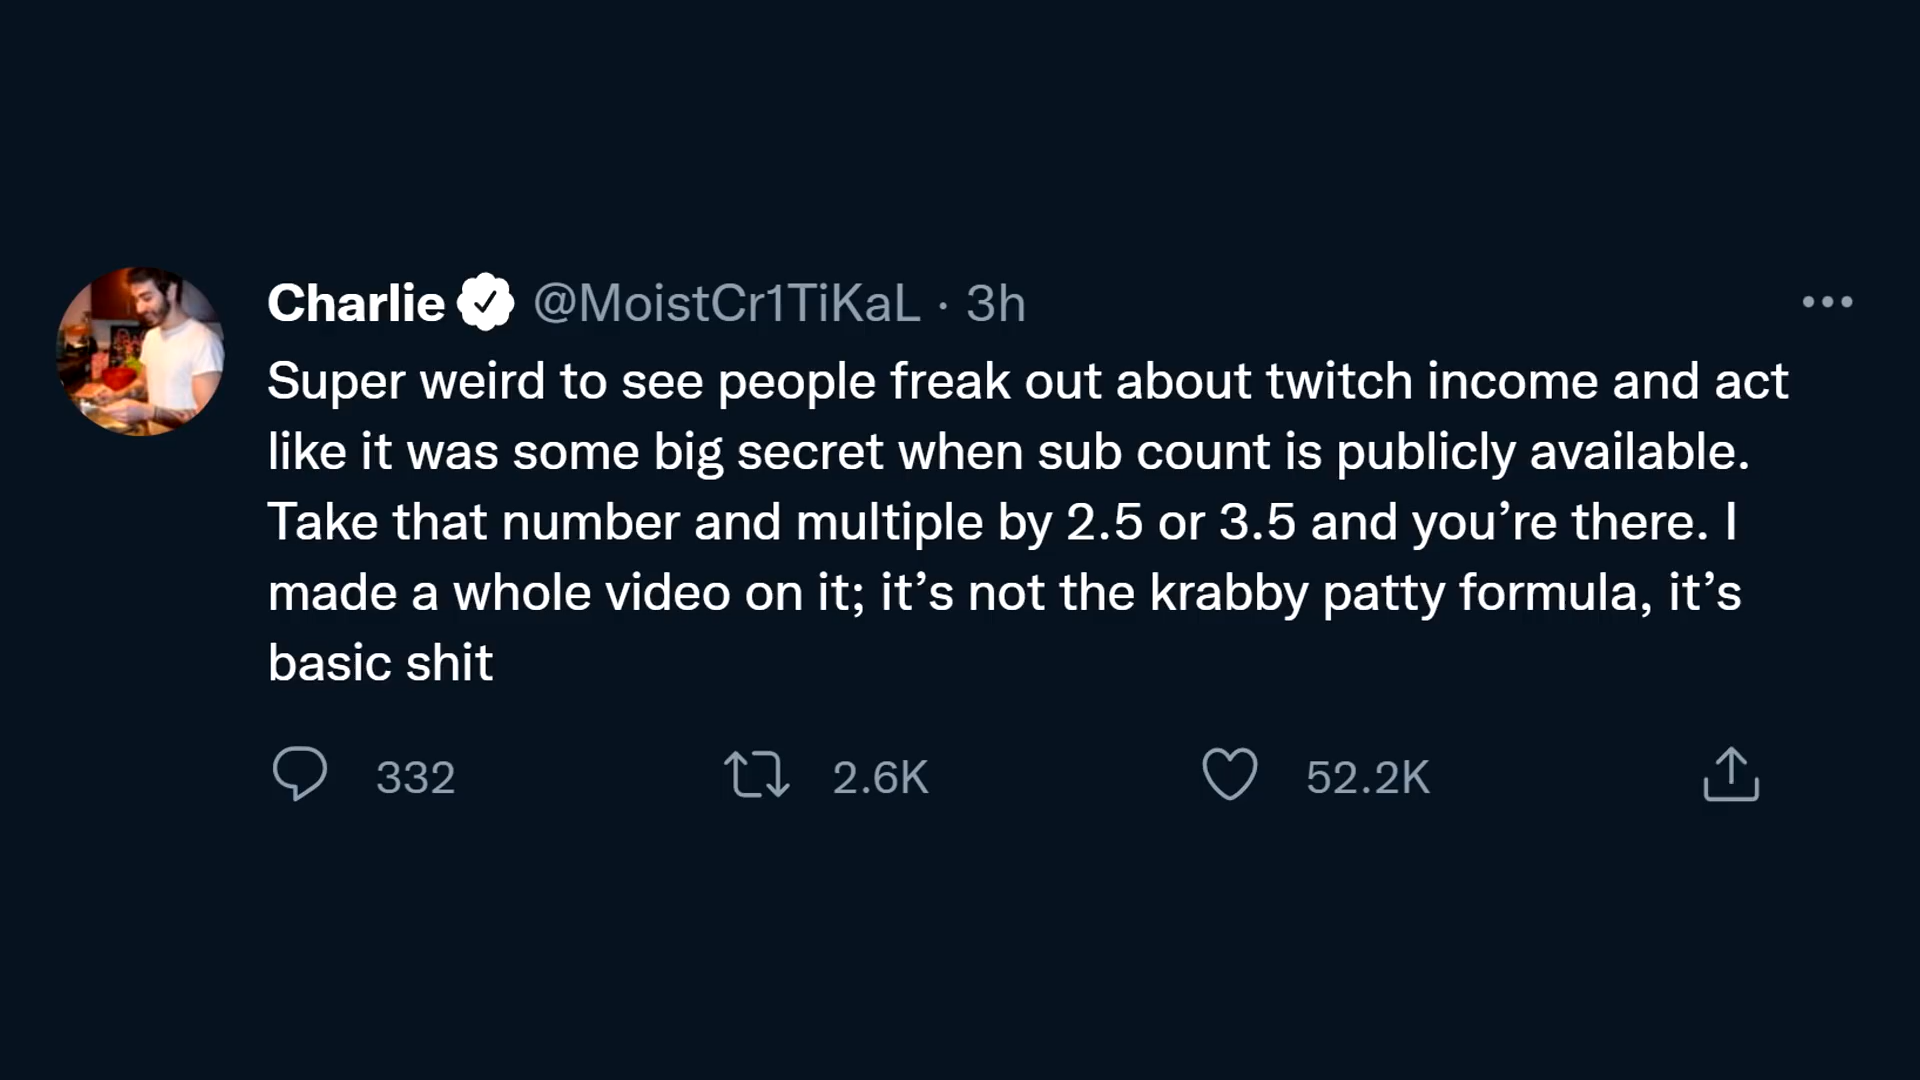 Charlie @MoistCr1TiKaL · 3h
Super weird to see people freak out about twitch income and act
like it was some big secret when sub count is publicly available.
Take that number and multiple by 2.5 or 3.5 and you’re there. I
made a whole video on it; it’s not the krabby patty formula, it’s
basic shit
332 2.6K 52.2K